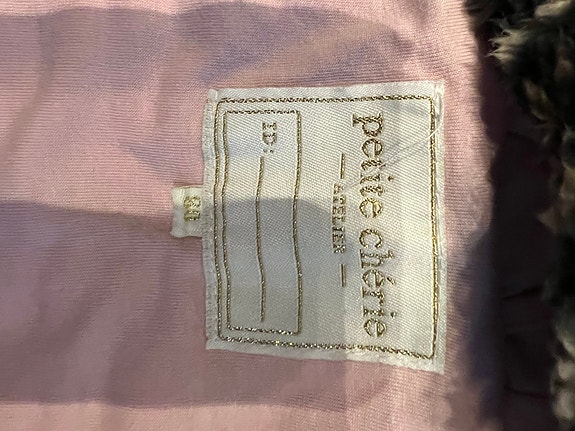 petite chérie
— ATELIER —
ID: